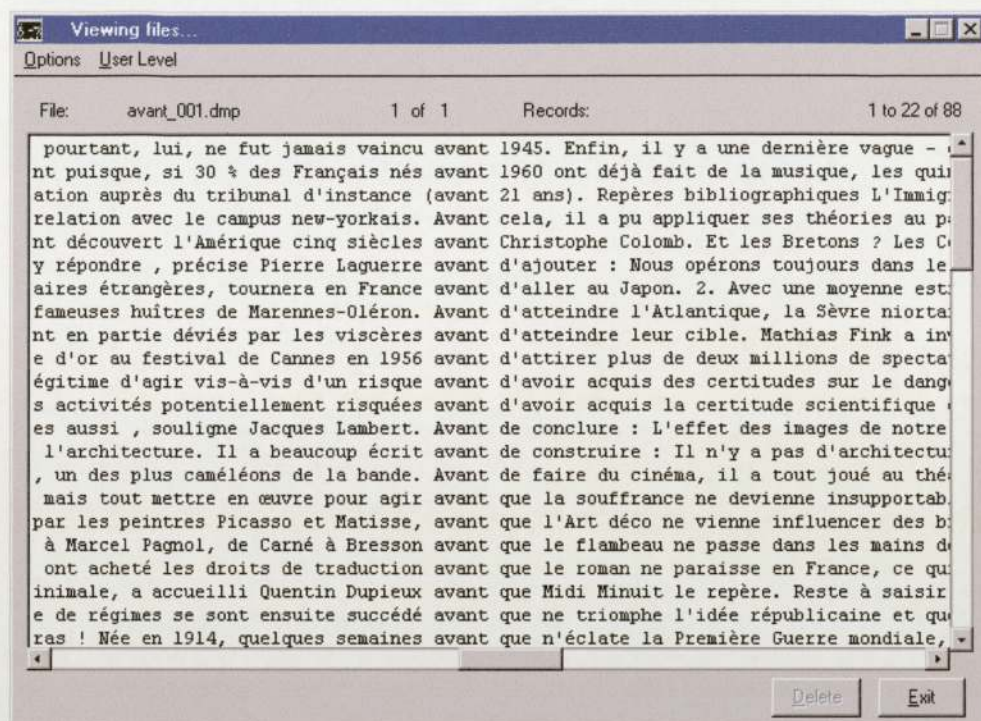 Viewing files...
Options User Level
File: avant_001.dmp 1 of 1 Records: 1 to 22 of 88
pourtant, lui, ne fut jamais vaincu avant 1945. Enfin, il y a une dernière vague -
nt puisque, si 30 % des Français nés avant 1960 ont déjà fait de la musique, les qui
ation auprès du tribunal d'instance (avant 21 ans). Repères bibliographiques L'Immig
relation avec le campus new-yorkais. Avant cela, il a pu appliquer ses théories au p
nt découvert l'Amérique cinq siècles avant Christophe Colomb. Et les Bretons ? Les C
y répondre , précise Pierre Laguerre avant d'ajouter : Nous opérons toujours dans le
aires étrangères, tournera en France avant d'aller au Japon. 2. Avec une moyenne est
fameuses huîtres de Marennes-Oléron. Avant d'atteindre l'Atlantique, la Sèvre niorta
nt en partie déviés par les viscères avant d'atteindre leur cible. Mathias Fink a in
e d'or au festival de Cannes en 1956 avant d'attirer plus de deux millions de specta
égitime d'agir vis-à-vis d'un risque avant d'avoir acquis des certitudes sur le dang
s activités potentiellement risquées avant d'avoir acquis la certitude scientifique
es aussi , souligne Jacques Lambert. Avant de conclure : L'effet des images de notre
l'architecture. Il a beaucoup écrit avant de construire : Il n'y a pas d'architectu
, un des plus caméléons de la bande. Avant de faire du cinéma, il a tout joué au thé
mais tout mettre en œuvre pour agir avant que la souffrance ne devienne insupportab
par les peintres Picasso et Matisse, avant que l'Art déco ne vienne influencer des b
à Marcel Pagnol, de Carné à Bresson avant que le flambeau ne passe dans les mains d
ont acheté les droits de traduction avant que le roman ne paraisse en France, ce qu
inimale, a accueilli Quentin Dupieux avant que Midi Minuit le repère. Reste à saisir
e de régimes se sont ensuite succédé avant que ne triomphe l'idée républicaine et qu
ras ! Née en 1914, quelques semaines avant que n'éclate la Première Guerre mondiale,
Delete Exit